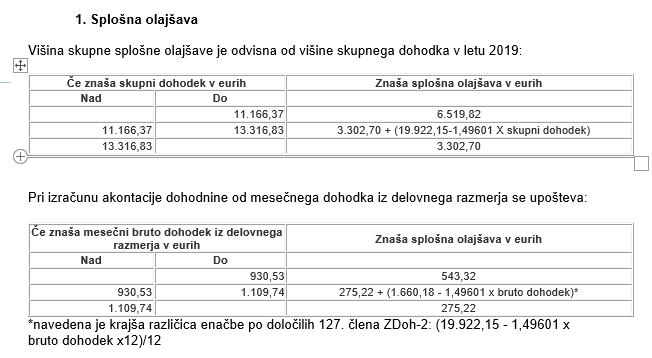 1. Splošna olajšava
Višina skupne splošne olajšave je odvisna od višine skupnega dohodka v letu 2019:
Če znaša skupni dohodek v eurih Znaša splošna olajšava v eurih
Nad Do
11.166,37 6.519,82
11.166,37 13.316,83 3.302,70 + (19.922,15-1,49601 X skupni dohodek)
13.316,83 3.302,70
Pri izračunu akontacije dohodnine od mesečnega dohodka iz delovnega razmerja se upošteva:
Če znaša mesečni bruto dohodek iz delovnega
razmerja v eurih Znaša splošna olajšava v eurih
Nad Do
930,53 543,32
930,53 1.109,74 275,22 + (1.660,18 - 1,49601 x bruto dohodek)*
1.109,74 275,22
*navedena je krajša različica enačbe po določilih 127. člena ZDoh-2: (19.922,15 - 1,49601 x
bruto dohodek x12)/12